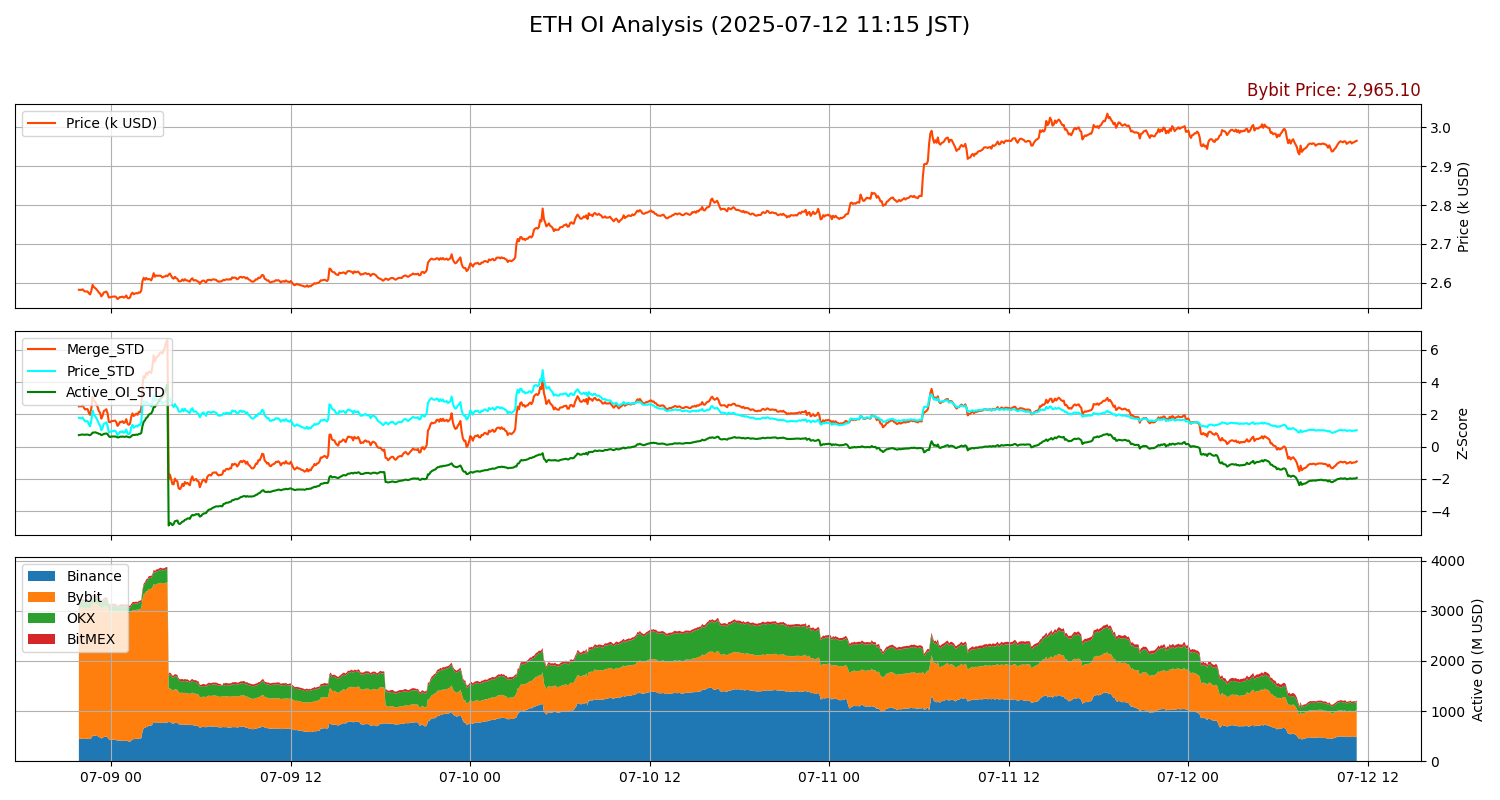 ETH OI Analysis (2025-07-12 11:15 JST)
Bybit Price: 2,965.10
Price (k USD)
3.0
2.9
2.8
2.7
2.6
Price (k USD)
Merge_STD
Price_STD
Active_OI_STD
6
4
2
0
−2
−4
Z-Score
Binance
Bybit
OKX
BitMEX
4000
3000
2000
1000
0
Active OI (M USD)
07-09 00 07-09 12 07-10 00 07-10 12 07-11 00 07-11 12 07-12 00 07-12 12